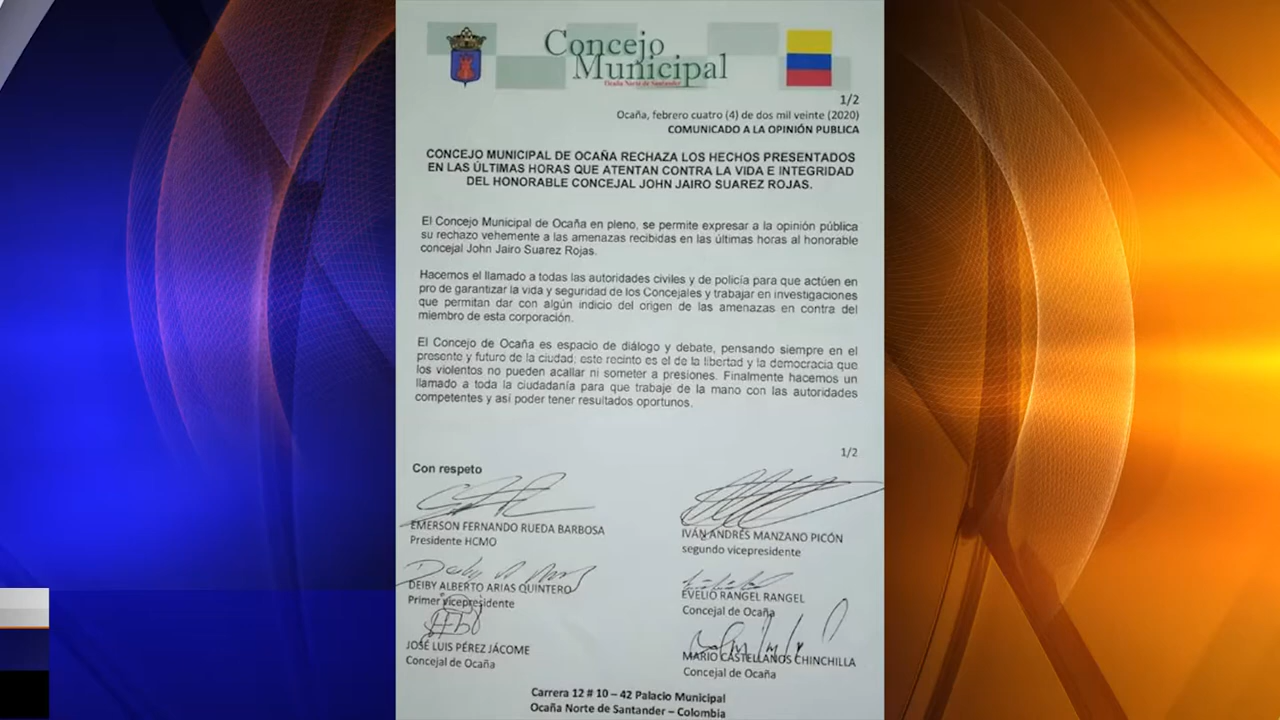 Concejo
Municipal
Ocaña Norte de Santander
1/2
Ocaña, febrero cuatro (4) de dos mil veinte (2020)
COMUNICADO A LA OPINIÓN PUBLICA
CONCEJO MUNICIPAL DE OCAÑA RECHAZA LOS HECHOS PRESENTADOS
EN LAS ÚLTIMAS HORAS QUE ATENTAN CONTRA LA VIDA E INTEGRIDAD
DEL HONORABLE CONCEJAL JOHN JAIRO SUAREZ ROJAS.
El Concejo Municipal de Ocaña en pleno, se permite expresar a la opinión pública
su rechazo vehemente a las amenazas recibidas en las últimas horas al honorable
concejal John Jairo Suarez Rojas.
Hacemos el llamado a todas las autoridades civiles y de policía para que actúen en
pro de garantizar la vida y seguridad de los Concejales y trabajar en investigaciones
que permitan dar con algún indicio del origen de las amenazas en contra del
miembro de esta corporación.
El Concejo de Ocaña es espacio de diálogo y debate, pensando siempre en el
presente y futuro de la ciudad; este recinto es el de la libertad y la democracia que
los violentos no pueden acallar ni someter a presiones. Finalmente hacemos un
llamado a toda la ciudadanía para que trabaje de la mano con las autoridades
competentes y así poder tener resultados oportunos.
1/2
Con respeto
EMERSON FERNANDO RUEDA BARBOSA
Presidente HCMO
IVÁN ANDRÉS MANZANO PICÓN
segundo vicepresidente
DEIBY ALBERTO ARIAS QUINTERO
Primer vicepresidente
EVELIO RANGEL RANGEL
Concejal de Ocaña
JOSÉ LUIS PÉREZ JÁCOME
Concejal de Ocaña
MARIO CASTELLANOS CHINCHILLA
Concejal de Ocaña
Carrera 12 # 10 – 42 Palacio Municipal
Ocaña Norte de Santander – Colombia